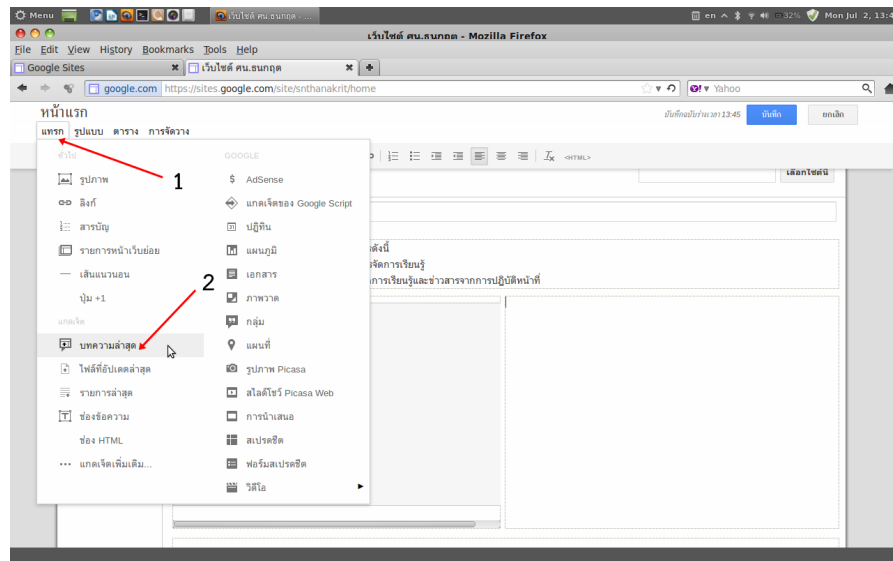 Menu
เว็บไซต์ ศน.ธนกฤต - ...
en
32%
Mon Jul 2, 13:4
เว็บไซต์ ศน.ธนกฤต - Mozilla Firefox
File Edit View History Bookmarks Tools Help
Google Sites
เว็บไซต์ ศน.ธนกฤต
google.com https://sites.google.com/site/snthanakrit/home
Yahoo
หน้าแรก
บันทึกฉบับร่างเวลา 13:45
บันทึก
ยกเลิก
แทรก รูปแบบ ตาราง การจัดวาง
<HTML>
เลือกไซต์นี้
ทั่วไป
รูปภาพ
ลิงก์
สารบัญ
รายการหน้าเว็บย่อย
เส้นแนวนอน
ปุ่ม +1
แกดเจ็ต
บทความล่าสุด
ไฟล์ที่อัปเดตล่าสุด
รายการล่าสุด
ช่องข้อความ
ช่อง HTML
แกดเจ็ตเพิ่มเติม...
GOOGLE
AdSense
แกดเจ็ตของ Google Script
ปฏิทิน
แผนภูมิ
เอกสาร
ภาพวาด
กลุ่ม
แผนที่
รูปภาพ Picasa
สไลด์โชว์ Picasa Web
การนำเสนอ
สเปรดชีต
ฟอร์มสเปรดชีต
วิดีโอ
1
2
ดังนี้
จัดการเรียนรู้
การเรียนรู้และข่าวสารจากการปฏิบัติหน้าที่